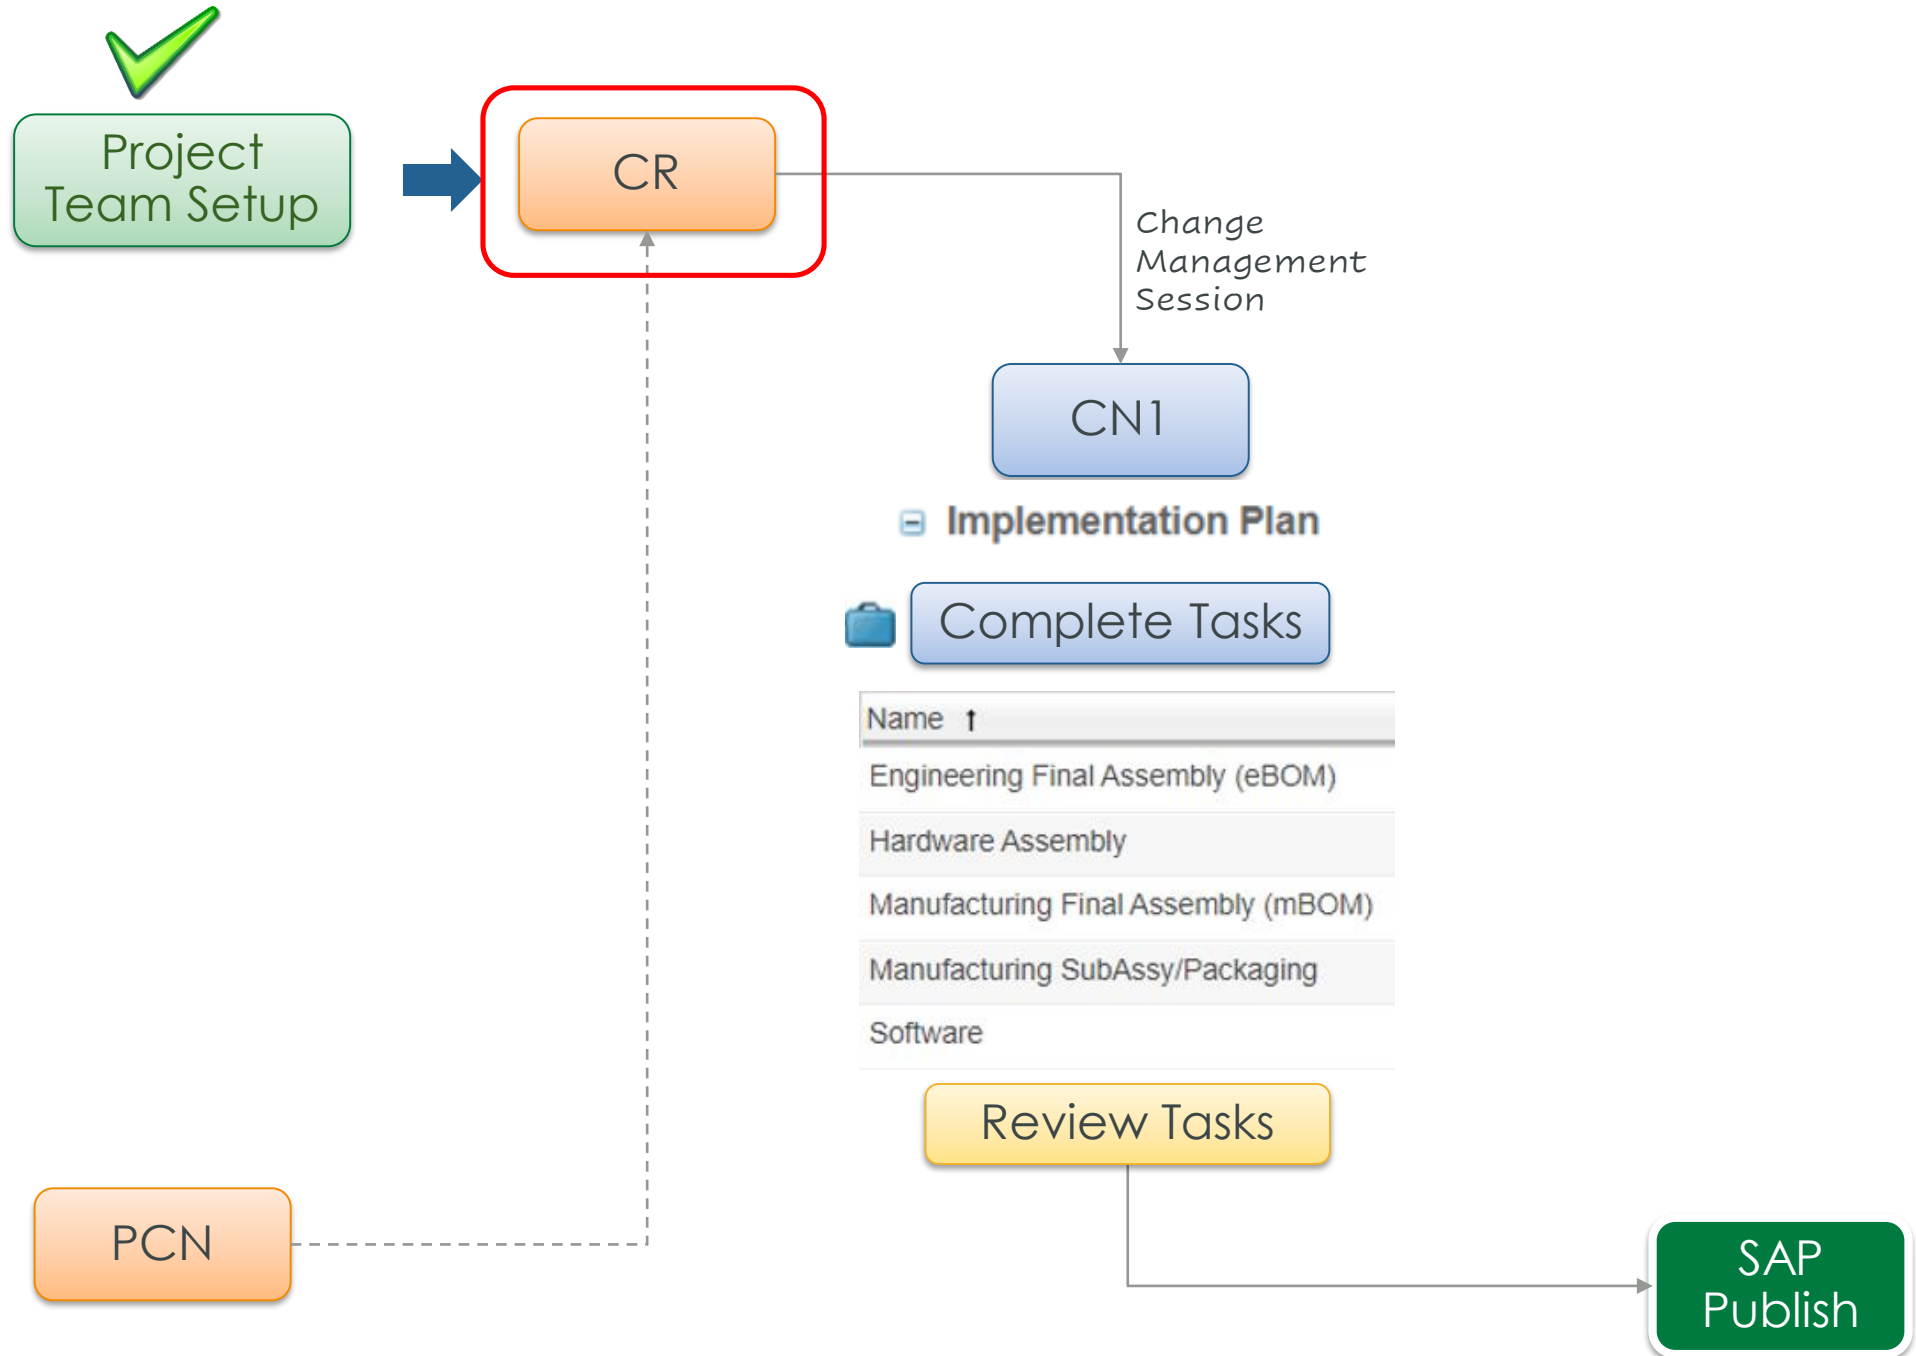 Project
Team Setup
CR
Change
Management
Session
CN1
Implementation Plan
Complete Tasks
Name
Engineering Final Assembly (eBOM)
Hardware Assembly
Manufacturing Final Assembly (mBOM)
Manufacturing SubAssy/Packaging
Software
Review Tasks
PCN
SAP
Publish